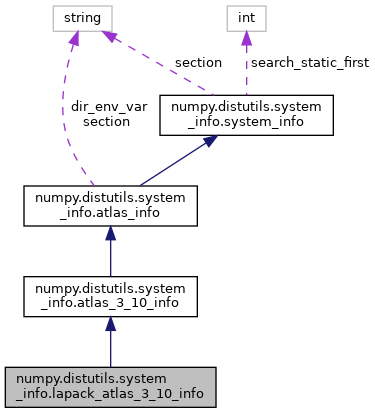 string
int
section
search_static_first
dir_env_var
section
numpy.distutils.system
_info.system_info
numpy.distutils.system
_info.atlas_info
numpy.distutils.system
_info.atlas_3_10_info
numpy.distutils.system
_info.lapack_atlas_3_10_info